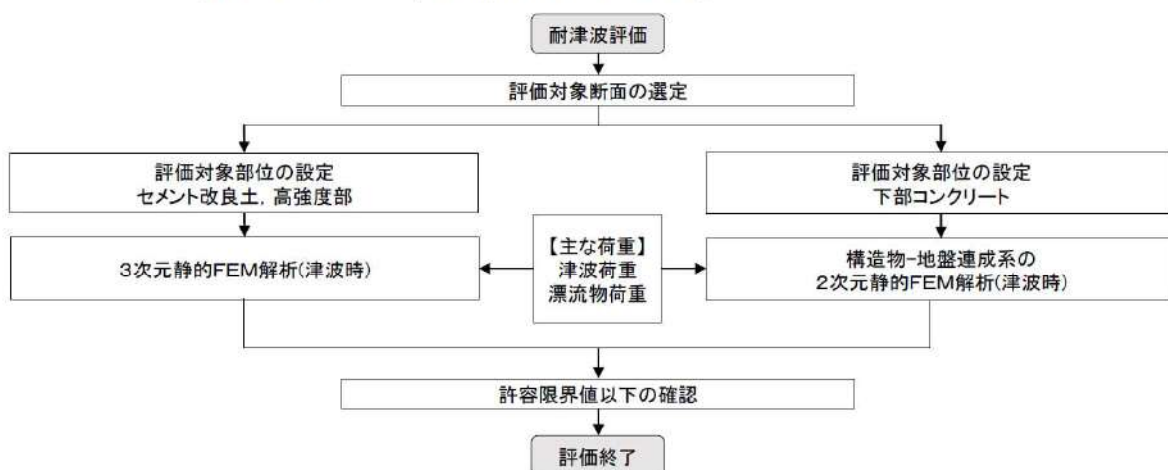 耐津波評価
評価対象断面の選定
評価対象部位の設定
セメント改良土，高強度部
評価対象部位の設定
下部コンクリート
３次元静的ＦＥＭ解析(津波時)
【主な荷重】
津波荷重
漂流物荷重
構造物−地盤連成系の
２次元静的ＦＥＭ解析(津波時)
許容限界値以下の確認
評価終了